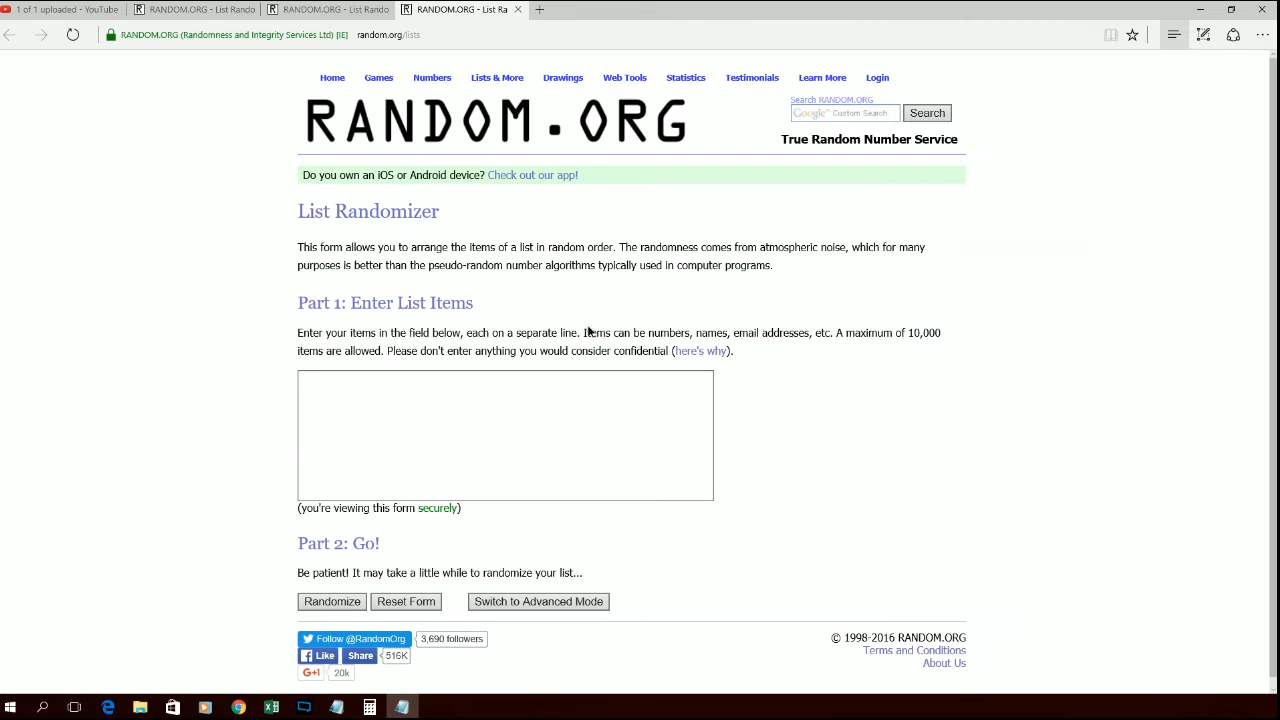 1 of 1 uploaded - YouTube
RANDOM.ORG - List Rando
RANDOM.ORG - List Rando
RANDOM.ORG - List Ra
RANDOM.ORG (Randomness and Integrity Services Ltd) [IE]
random.org/lists
Home Games Numbers Lists & More Drawings Web Tools Statistics Testimonials Learn More Login
RANDOM.ORG
Search RANDOM.ORG
Google™ Custom Search
Search
True Random Number Service
Do you own an iOS or Android device? Check out our app!
List Randomizer
This form allows you to arrange the items of a list in random order. The randomness comes from atmospheric noise, which for many
purposes is better than the pseudo-random number algorithms typically used in computer programs.
Part 1: Enter List Items
Enter your items in the field below, each on a separate line. Items can be numbers, names, email addresses, etc. A maximum of 10,000
items are allowed. Please don't enter anything you would consider confidential (here's why).
(you're viewing this form securely)
Part 2: Go!
Be patient! It may take a little while to randomize your list...
Randomize Reset Form Switch to Advanced Mode
Follow @RandomOrg 3,690 followers
Like Share 516K
G+1 20k
© 1998-2016 RANDOM.ORG
Terms and Conditions
About Us